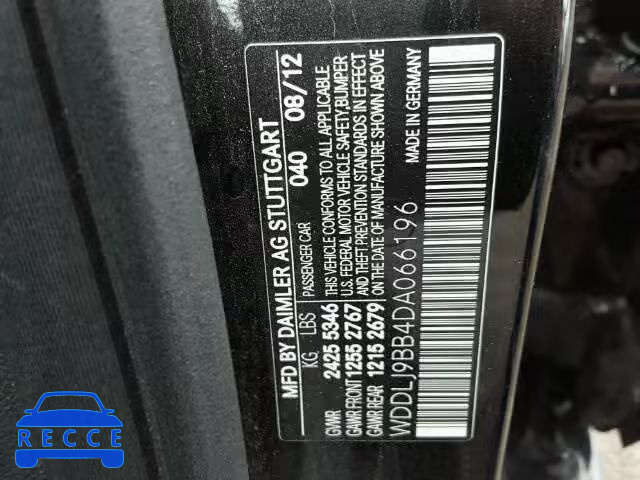 MFD BY DAIMLER AG STUTTGART
040 08/12
KG LBS PASSENGER CAR
GVWR 2425 5346
GAWR FRONT 1255 2767
GAWR REAR 1215 2679
THIS VEHICLE CONFORMS TO ALL APPLICABLE
U.S. FEDERAL MOTOR VEHICLE SAFETY, BUMPER
AND THEFT PREVENTION STANDARDS IN EFFECT
ON THE DATE OF MANUFACTURE SHOWN ABOVE
MADE IN GERMANY
WDDLJ9BB4DA066196
RECCE